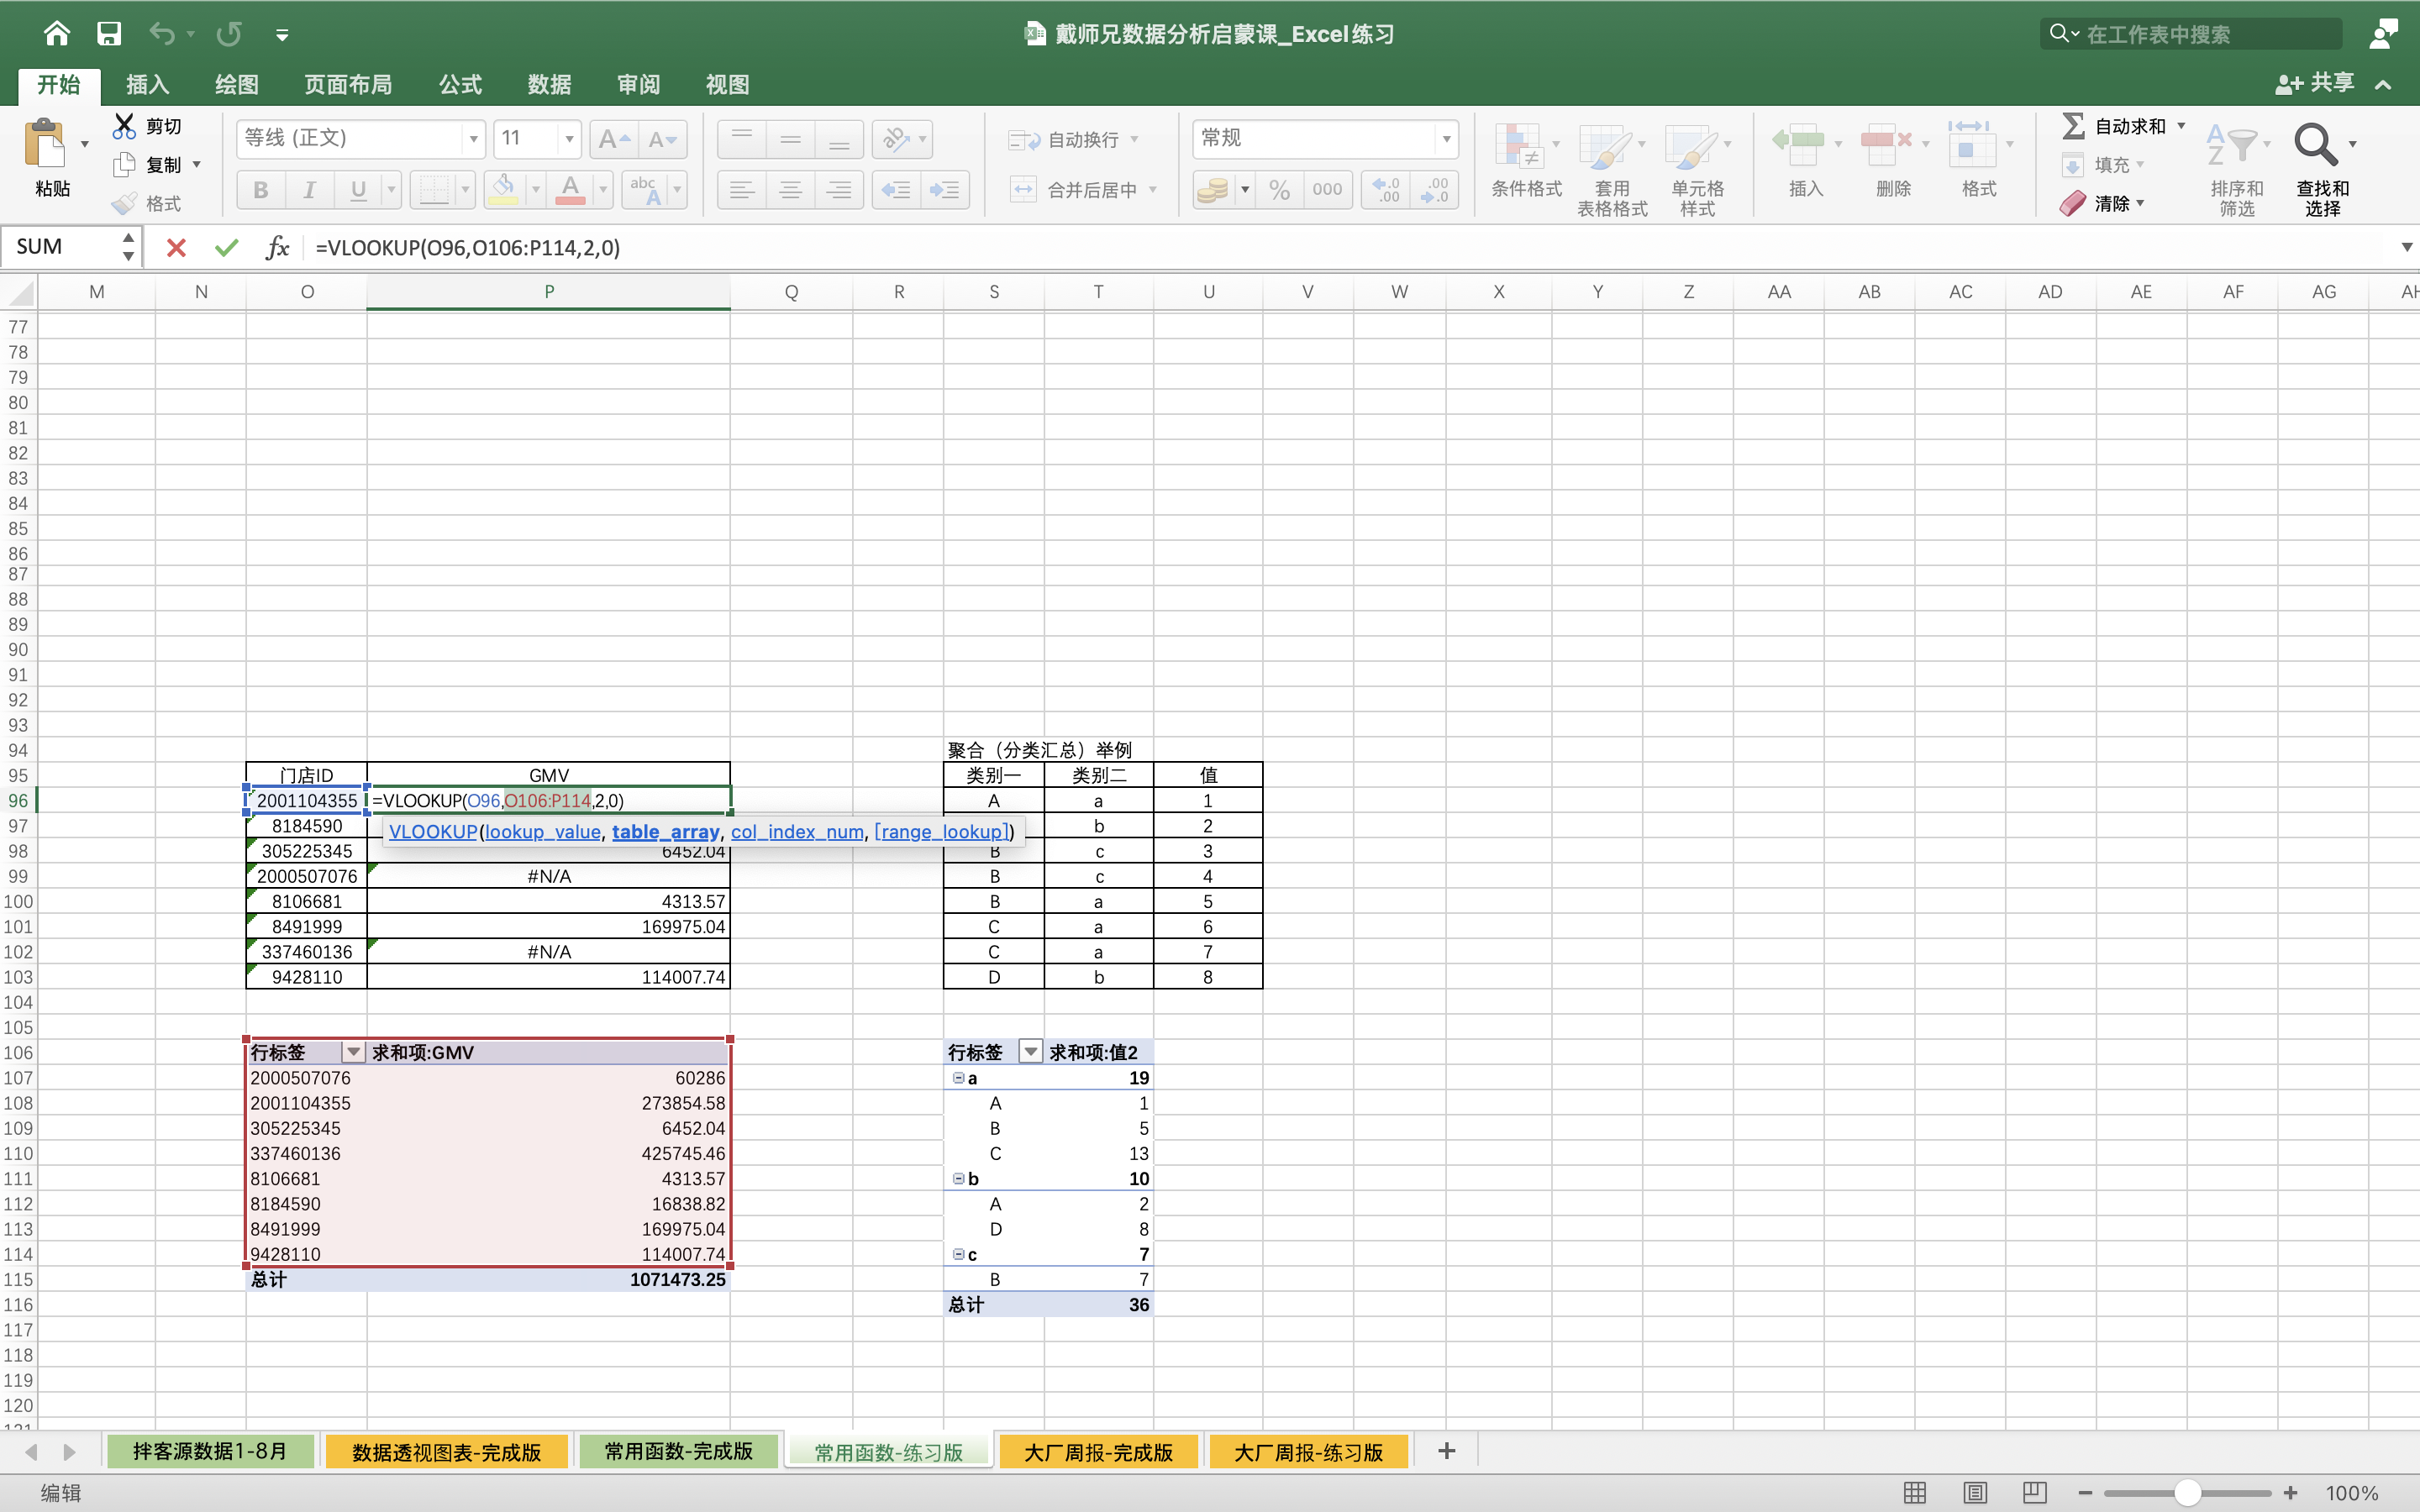 戴师兄数据分析启蒙课_Excel练习
在工作表中搜索
开始 插入 绘图 页面布局 公式 数据 审阅 视图 共享
粘贴 剪切 复制 格式
等线 (正文) 11
B I U abc A
自动换行
合并后居中
常规
% 000
条件格式 套用 表格格式 单元格 样式
插入 删除 格式
自动求和 填充 清除
排序和 筛选 查找和 选择
SUM fx =VLOOKUP(O96,O106:P114,2,0)
M N O P Q R S T U V W X Y Z AA AB AC AD AE AF AG AH
77
78
79
80
81
82
83
84
85
86
87
88
89
90
91
92
93
94 聚合（分类汇总）举例
95 门店ID GMV 类别一 类别二 值
96 2001104355 =VLOOKUP(O96,O106:P114,2,0) A a 1
97 8184590 b 2
VLOOKUP(lookup_value, table_array, col_index_num, [range_lookup])
98 305225345 6452.04 B c 3
99 2000507076 #N/A B c 4
100 8106681 4313.57 B a 5
101 8491999 169975.04 C a 6
102 337460136 #N/A C a 7
103 9428110 114007.74 D b 8
104
105
106 行标签 求和项:GMV 行标签 求和项:值2
107 2000507076 60286 a 19
108 2001104355 273854.58 A 1
109 305225345 6452.04 B 5
110 337460136 425745.46 C 13
111 8106681 4313.57 b 10
112 8184590 16838.82 A 2
113 8491999 169975.04 D 8
114 9428110 114007.74 c 7
115 总计 1071473.25 B 7
116 总计 36
117
118
119
120
121
拌客源数据1-8月 数据透视图表-完成版 常用函数-完成版 常用函数-练习版 大厂周报-完成版 大厂周报-练习版
编辑 100%